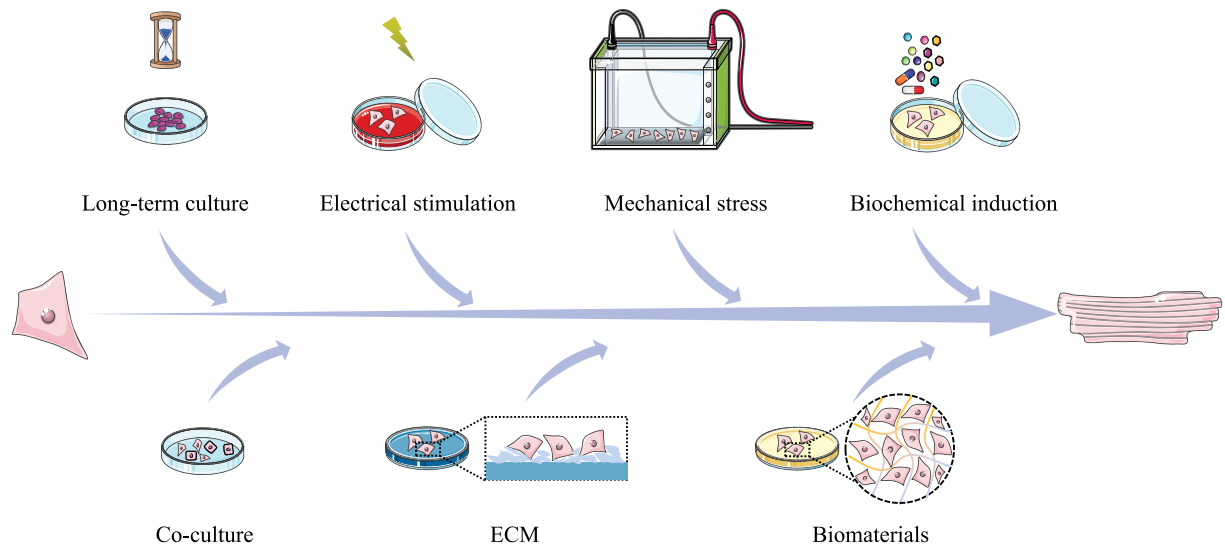 Long-term culture
Electrical stimulation
Mechanical stress
Biochemical induction
Co-culture
ECM
Biomaterials